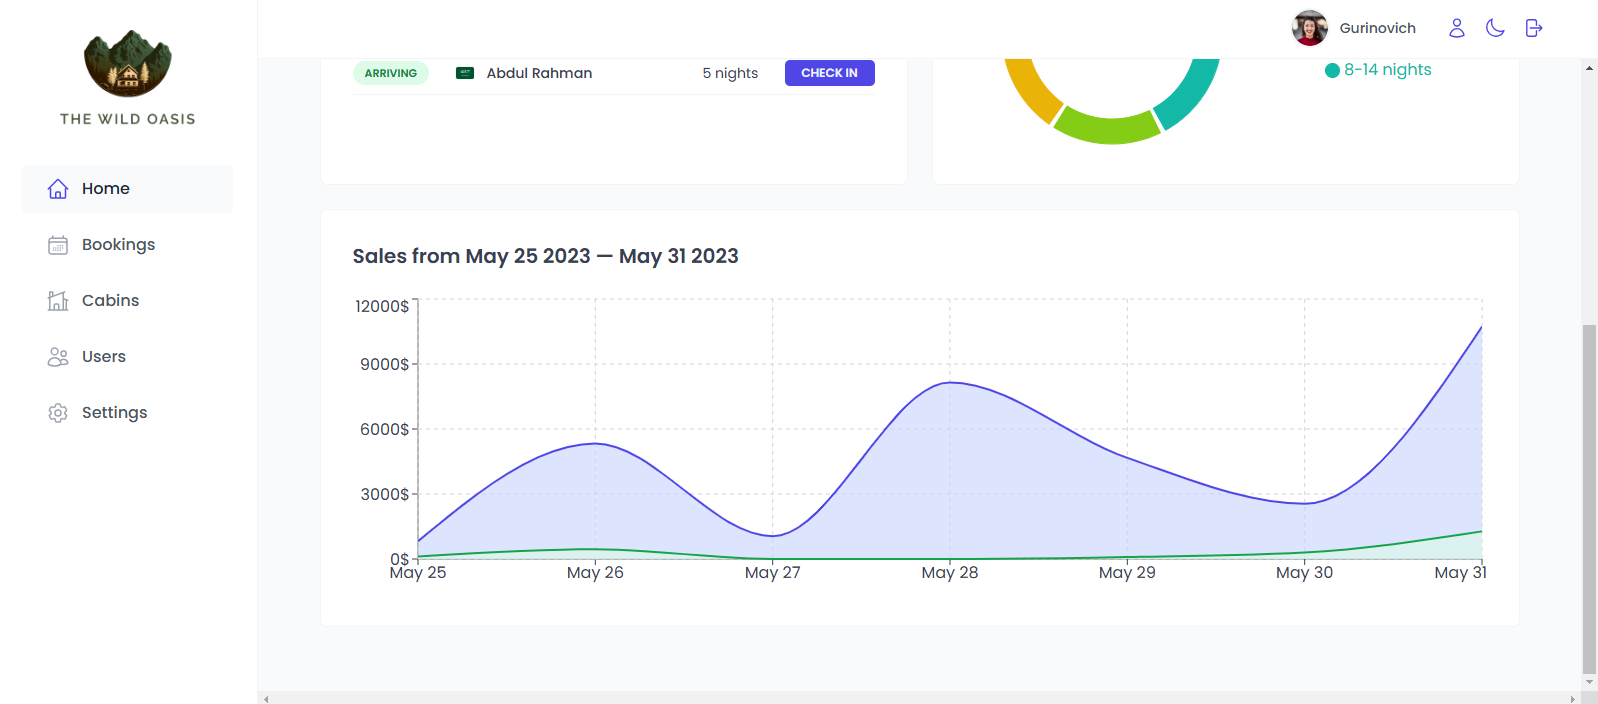 THE WILD OASIS
Home
Bookings
Cabins
Users
Settings
Gurinovich
ARRIVING Abdul Rahman 5 nights CHECK IN
8-14 nights
Sales from May 25 2023 — May 31 2023
12000$
9000$
6000$
3000$
0$
May 25 May 26 May 27 May 28 May 29 May 30 May 31